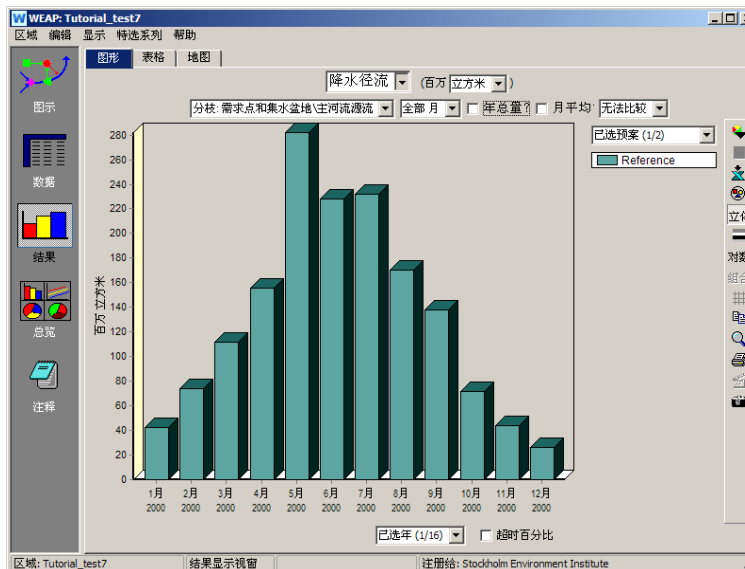 WEAP: Tutorial_test7
区域 编辑 显示 特选系列 帮助
图示
数据
结果
总览
注释
图形 表格 地图
降水径流 (百万 立方米 )
分枝: 需求点和集水盆地\主河流源流 全部 月 年总量? 月平均 无法比较
已选预案 (1/2)
Reference
百万 立方米
280
260
240
220
200
180
160
140
120
100
80
60
40
20
0
1月 2月 3月 4月 5月 6月 7月 8月 9月 10月 11月 12月
2000 2000 2000 2000 2000 2000 2000 2000 2000 2000 2000 2000
已选年 (1/16) 超时百分比
对数
组合
区域: Tutorial_test7 结果显示视窗 注册给: Stockholm Environment Institute